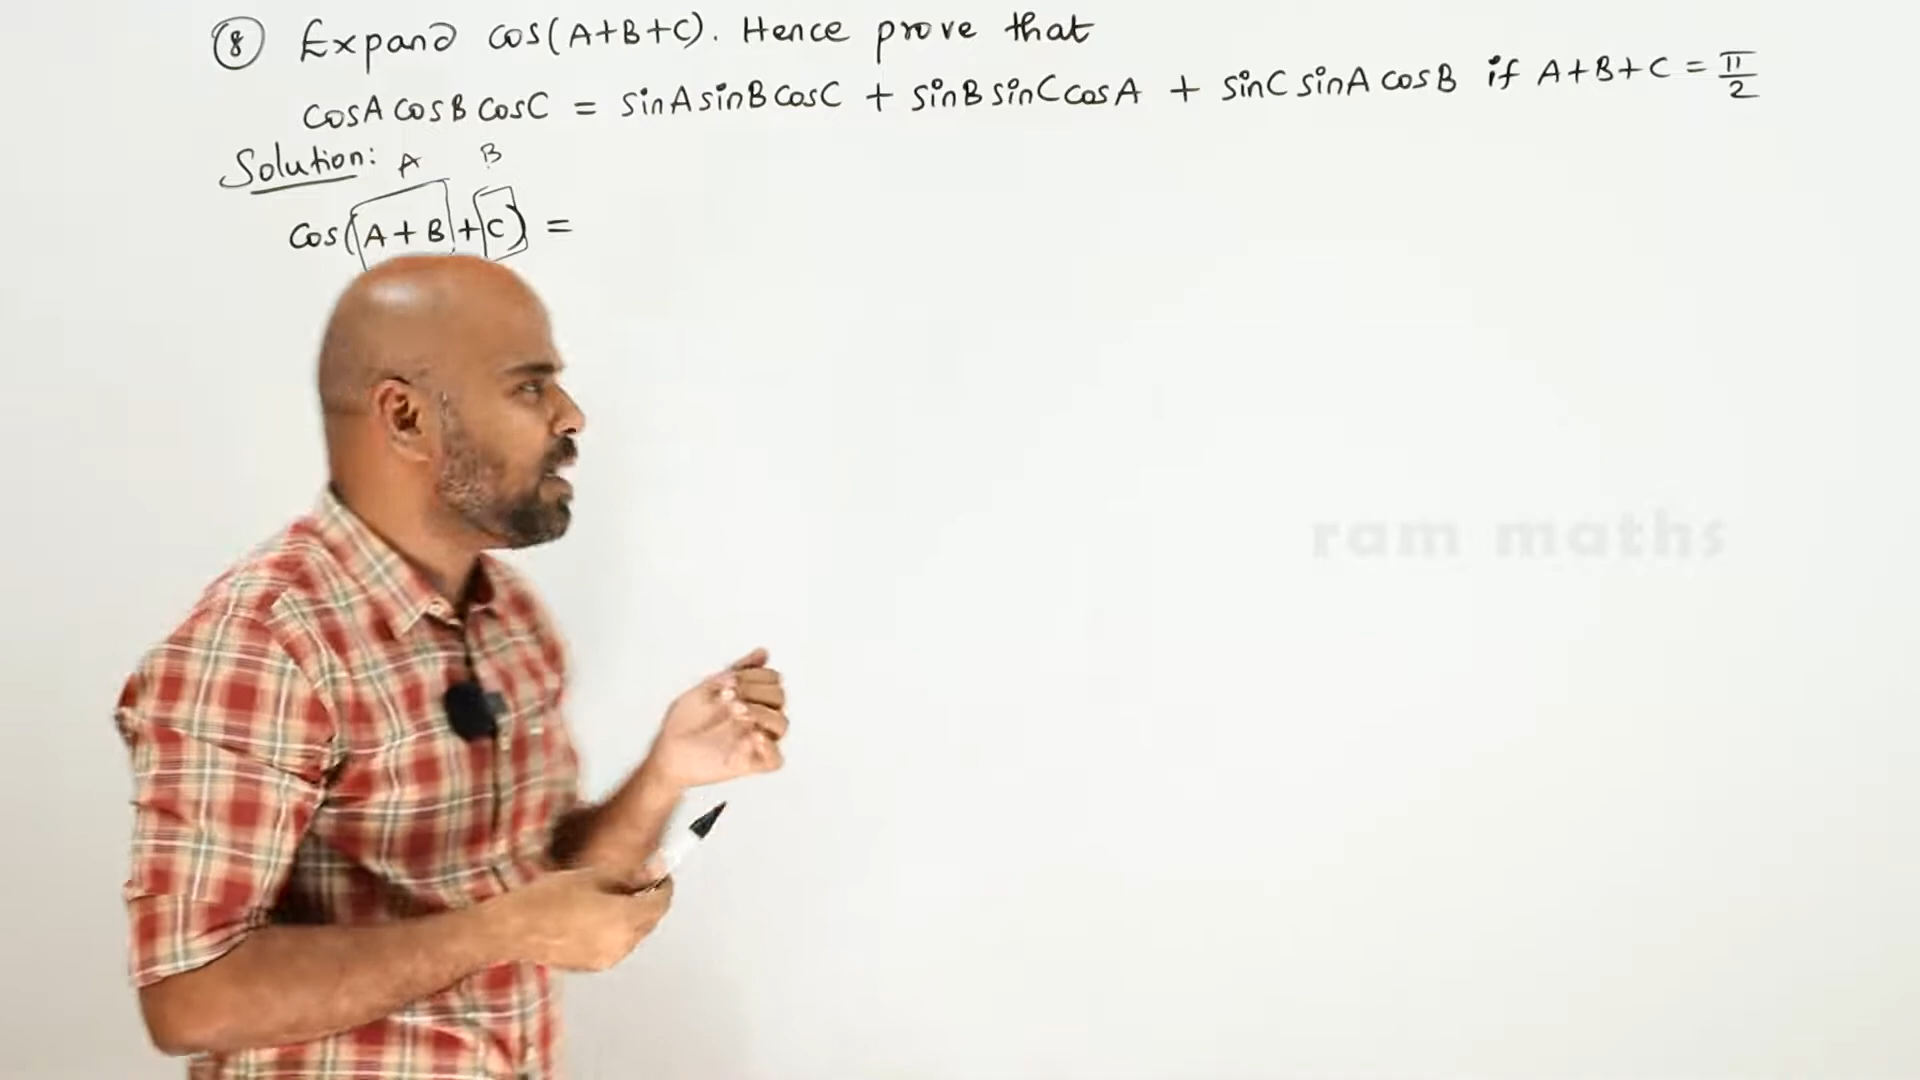 8 Expand cos(A+B+C). Hence prove that
cosA cosB cosC = sinA sinB cosC + sinB sinC cosA + sinC sinA cosB if A+B+C = π/2
Solution: A B
cos(A+B+C) =
ram maths